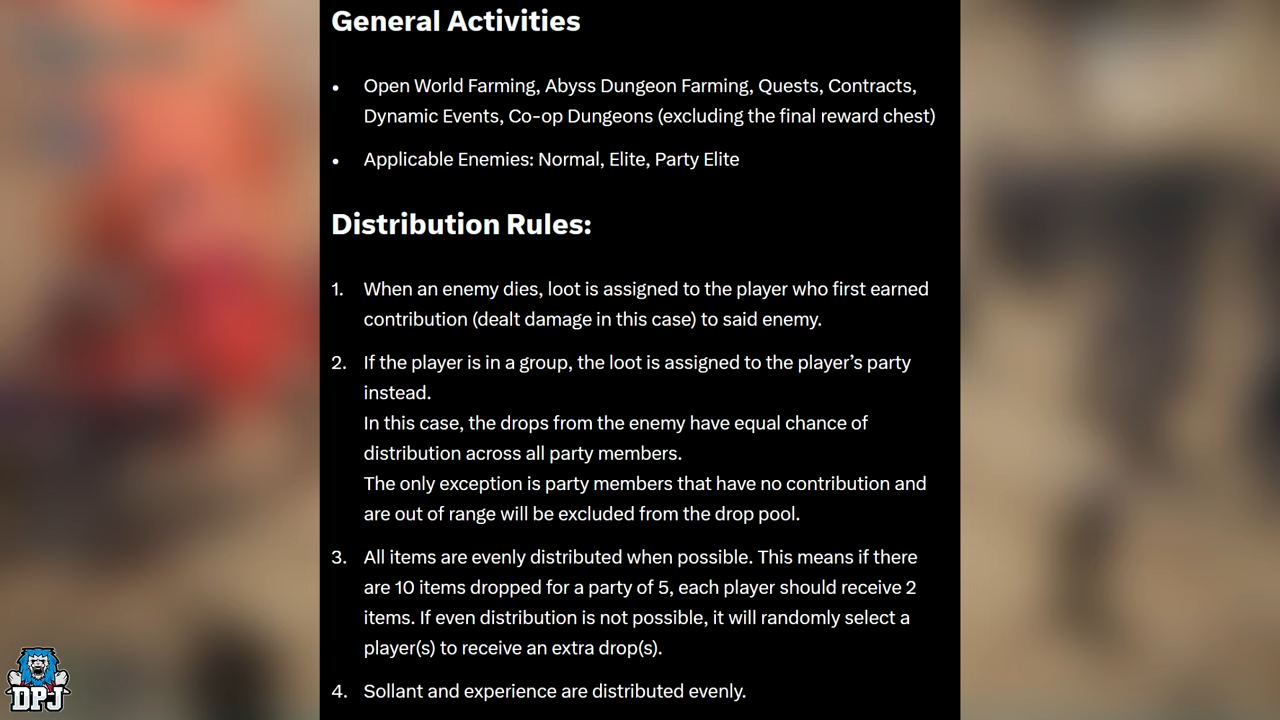 General Activities
• Open World Farming, Abyss Dungeon Farming, Quests, Contracts,
Dynamic Events, Co-op Dungeons (excluding the final reward chest)
• Applicable Enemies: Normal, Elite, Party Elite
Distribution Rules:
1. When an enemy dies, loot is assigned to the player who first earned
contribution (dealt damage in this case) to said enemy.
2. If the player is in a group, the loot is assigned to the player’s party
instead.
In this case, the drops from the enemy have equal chance of
distribution across all party members.
The only exception is party members that have no contribution and
are out of range will be excluded from the drop pool.
3. All items are evenly distributed when possible. This means if there
are 10 items dropped for a party of 5, each player should receive 2
items. If even distribution is not possible, it will randomly select a
player(s) to receive an extra drop(s).
4. Sollant and experience are distributed evenly.
DPJ